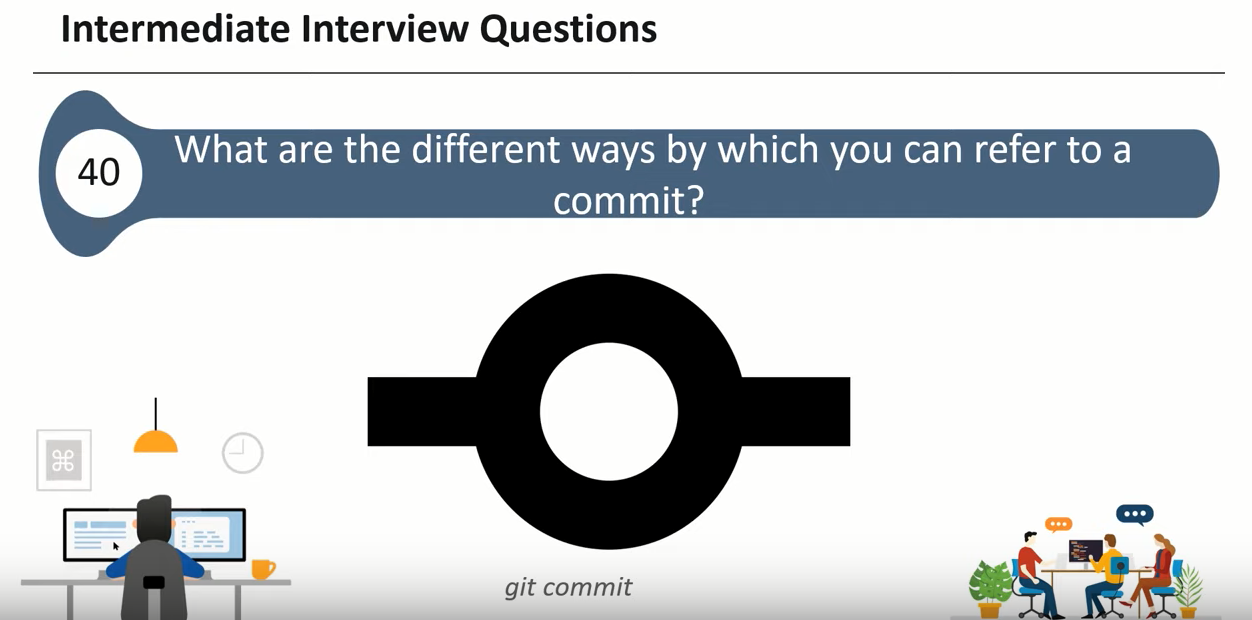 Intermediate Interview Questions
40
What are the different ways by which you can refer to a
commit?
git commit